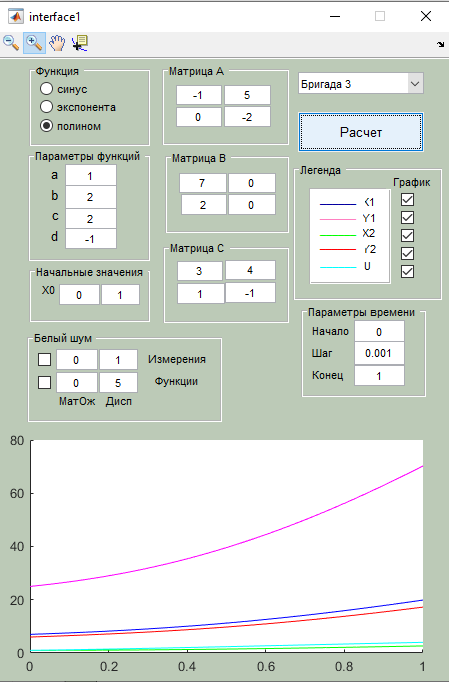 interface1
Функция
синус
экспонента
полином
Матрица A
-1 5
0 -2
Бригада 3
Расчет
Параметры функций
a 1
b 2
c 2
d -1
Матрица B
7 0
2 0
Легенда
График
X1
Y1
X2
Y2
U
Начальные значения
X0 0 1
Матрица C
3 4
1 -1
Параметры времени
Начало 0
Шаг 0.001
Конец 1
Белый шум
0 1 Измерения
0 5 Функции
МатОж Дисп
80
60
40
20
0
0 0.2 0.4 0.6 0.8 1